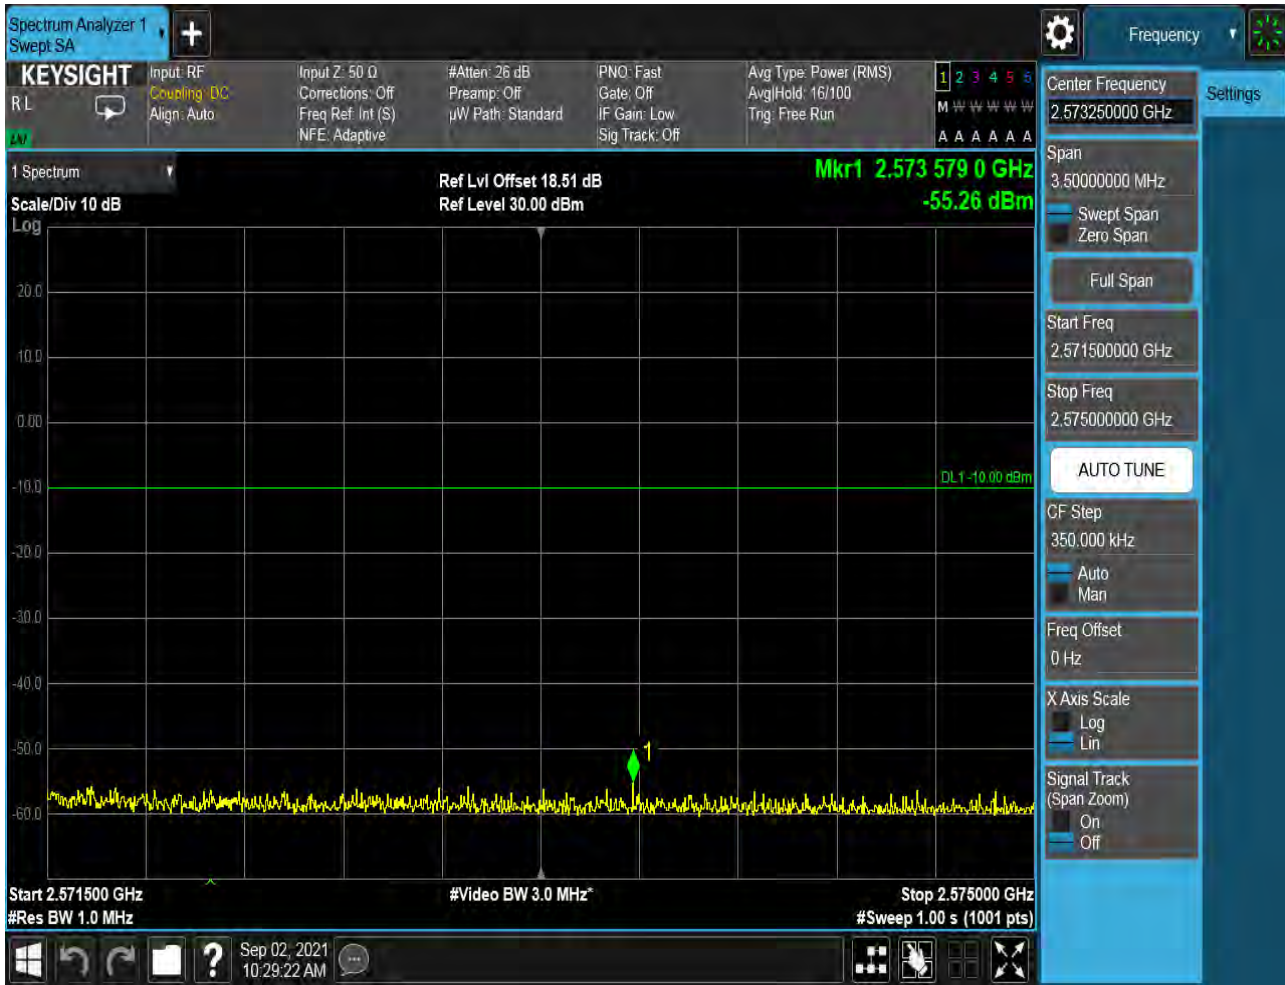 Spectrum Analyzer 1
Swept SA
Frequency
KEYSIGHT
R L
Input: RF
Coupling: DC
Align: Auto
Input Z: 50 Ω
Corrections: Off
Freq Ref: Int (S)
NFE: Adaptive
#Atten: 26 dB
Preamp: Off
µW Path: Standard
PNO: Fast
Gate: Off
IF Gain: Low
Sig Track: Off
Avg Type: Power (RMS)
Avg|Hold: 16/100
Trig: Free Run
1 2 3 4 5 6
M W W W W W
A A A A A A
1 Spectrum
Scale/Div 10 dB
Log
Ref Lvl Offset 18.51 dB
Ref Level 30.00 dBm
Mkr1 2.573 579 0 GHz
-55.26 dBm
20.0
10.0
0.00
-10.0
-20.0
-30.0
-40.0
-50.0
-60.0
DL1 -10.00 dBm
1
Start 2.571500 GHz
#Res BW 1.0 MHz
#Video BW 3.0 MHz*
Stop 2.575000 GHz
#Sweep 1.00 s (1001 pts)
Sep 02, 2021
10:29:22 AM
?
Center Frequency
2.573250000 GHz
Settings
Span
3.50000000 MHz
Swept Span
Zero Span
Full Span
Start Freq
2.571500000 GHz
Stop Freq
2.575000000 GHz
AUTO TUNE
CF Step
350.000 kHz
Auto
Man
Freq Offset
0 Hz
X Axis Scale
Log
Lin
Signal Track
(Span Zoom)
On
Off